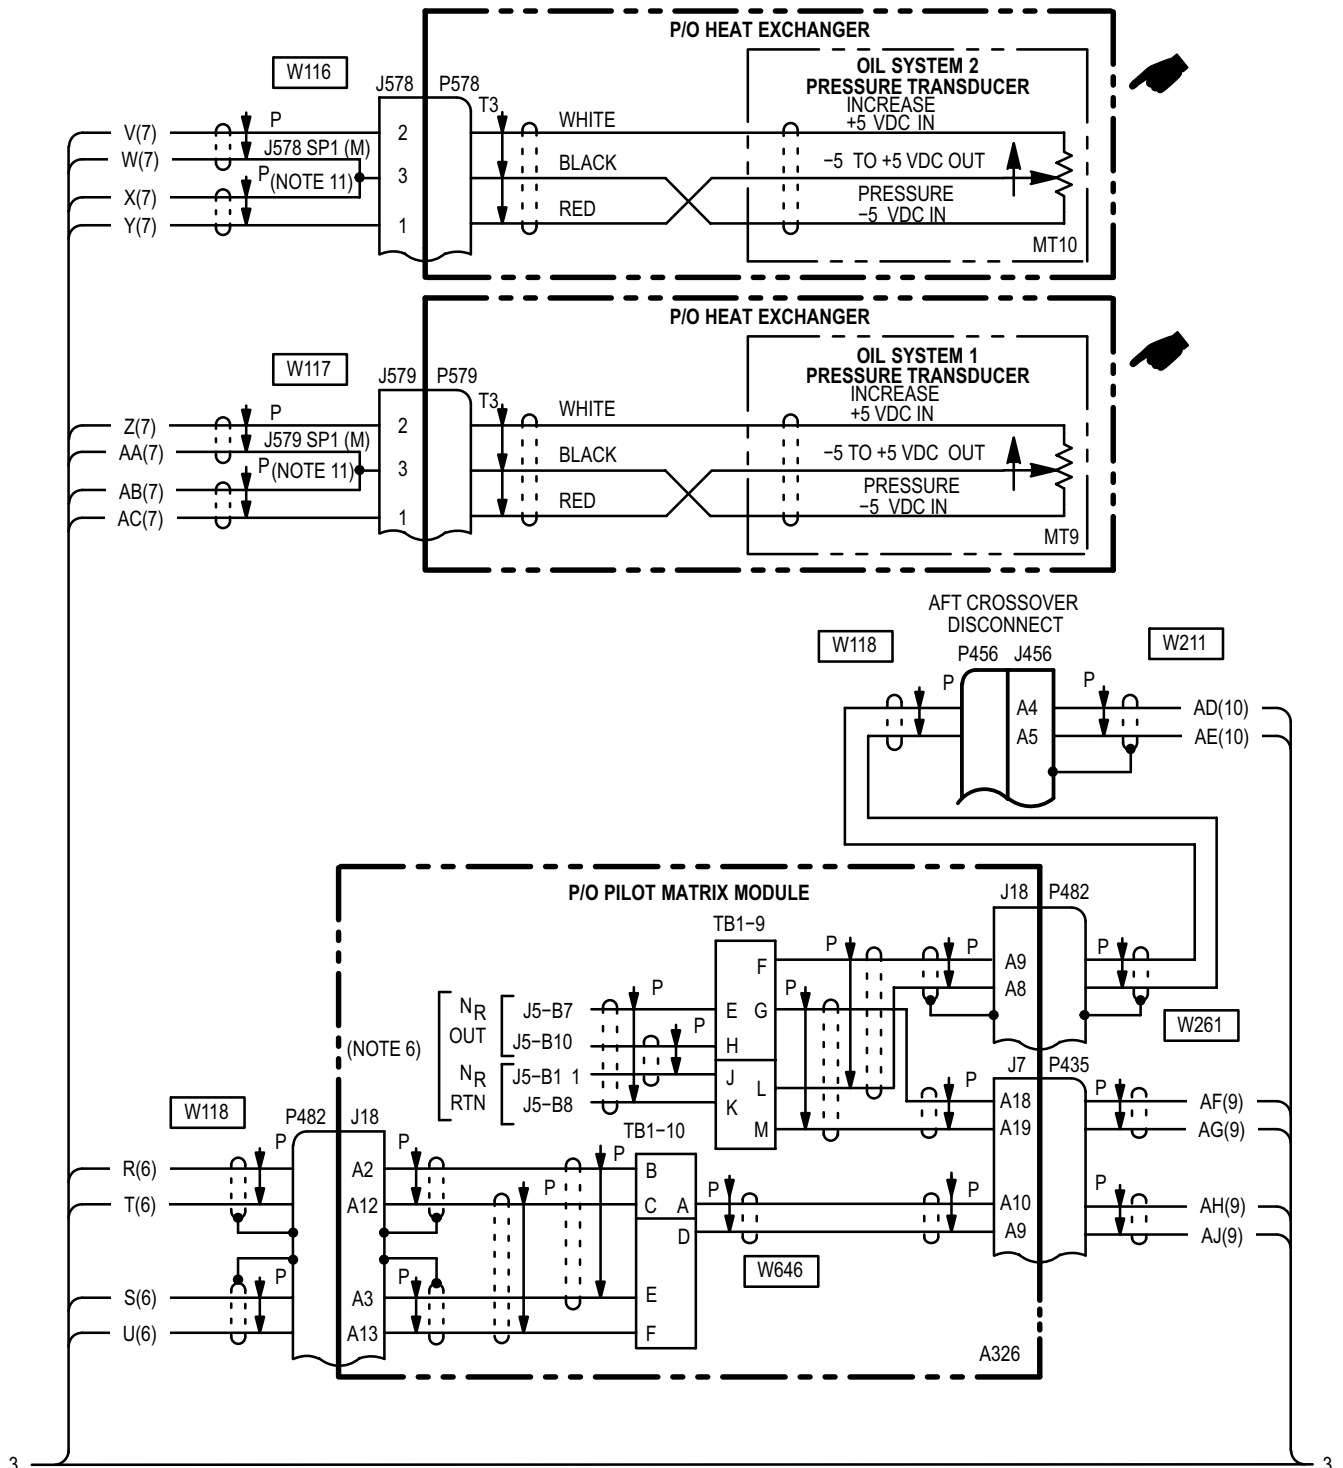 P/O HEAT EXCHANGER
W116
J578 P578
T3
OIL SYSTEM 2
PRESSURE TRANSDUCER
INCREASE
+5 VDC IN
V(7)
P
2
WHITE
W(7)
J578 SP1 (M)
3
BLACK
−5 TO +5 VDC OUT
P(NOTE 11)
X(7)
PRESSURE
−5 VDC IN
Y(7)
1
RED
MT10
P/O HEAT EXCHANGER
W117
J579 P579
T3
OIL SYSTEM 1
PRESSURE TRANSDUCER
INCREASE
+5 VDC IN
Z(7)
P
2
WHITE
AA(7)
J579 SP1 (M)
3
BLACK
−5 TO +5 VDC OUT
P(NOTE 11)
AB(7)
PRESSURE
−5 VDC IN
AC(7)
1
RED
MT9
AFT CROSSOVER
DISCONNECT
W118
P456 J456
W211
P
A4
P
AD(10)
A5
AE(10)
P/O PILOT MATRIX MODULE
J18 P482
TB1−9
P
P
P
F
A9
A8
P
P
NR
OUT
J5−B7
E G
W261
(NOTE 6)
J5−B10
P
H
J7 P435
NR
RTN
J5−B1 1
J
L
J5−B8
K
P
A18
P
AF(9)
M
A19
AG(9)
W118
P482 J18
TB1−10
P
P
P
R(6)
A2
B
P
P
P
P
T(6)
A12
P
C A
A10
AH(9)
D
A9
AJ(9)
W646
P
P
S(6)
A3
E
U(6)
A13
F
A326
3
3